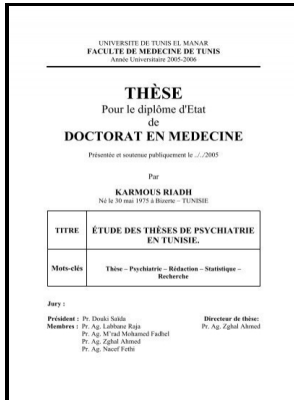 UNIVERSITE DE TUNIS EL MANAR
FACULTE DE MEDECINE DE TUNIS
Année Universitaire 2005-2006
THÈSE
Pour le diplôme d'Etat
de
DOCTORAT EN MEDECINE
Présentée et soutenue publiquement le ../../2005
Par
KARMOUS RIADH
Né le 30 mai 1975 à Bizerte – TUNISIE
TITRE
ÉTUDE DES THÈSES DE PSYCHIATRIE
EN TUNISIE.
Mots-clés
Thèse – Psychiatrie – Rédaction – Statistique –
Recherche
Jury :
Président : Pr. Douki Saïda
Directeur de thèse:
Membres : Pr. Ag. Labbane Raja
Pr. Ag. Zghal Ahmed
Pr. Ag. M'rad Mohamed Fadhel
Pr. Ag. Zghal Ahmed
Pr. Ag. Nacef Fethi